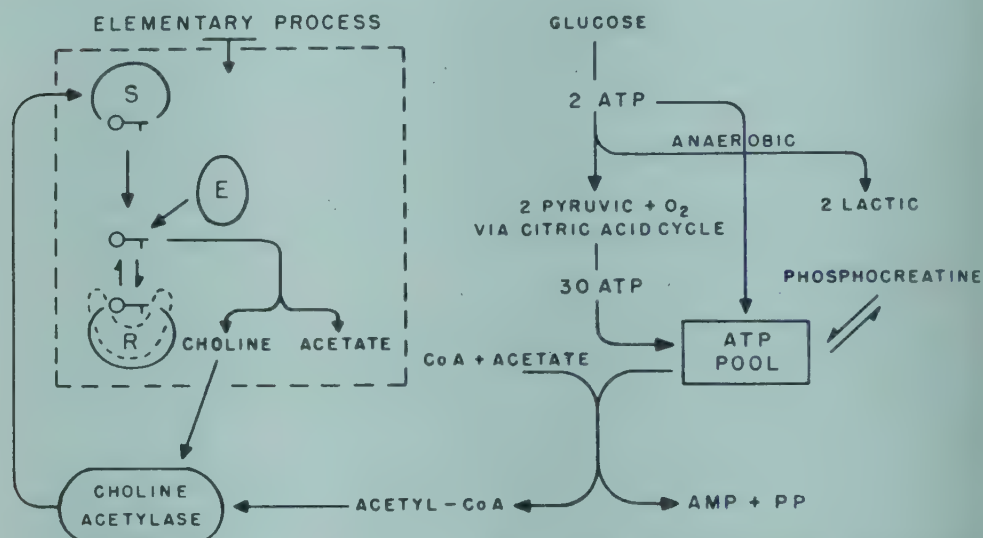 ELEMENTARY PROCESS
S
E
R
CHOLINE ACETATE
CHOLINE
ACETYLASE
GLUCOSE
2 ATP
ANAEROBIC
2 PYRUVIC + O₂
VIA CITRIC ACID CYCLE
2 LACTIC
30 ATP
PHOSPHOCREATINE
ATP
POOL
CoA + ACETATE
ACETYL-CoA
AMP + PP